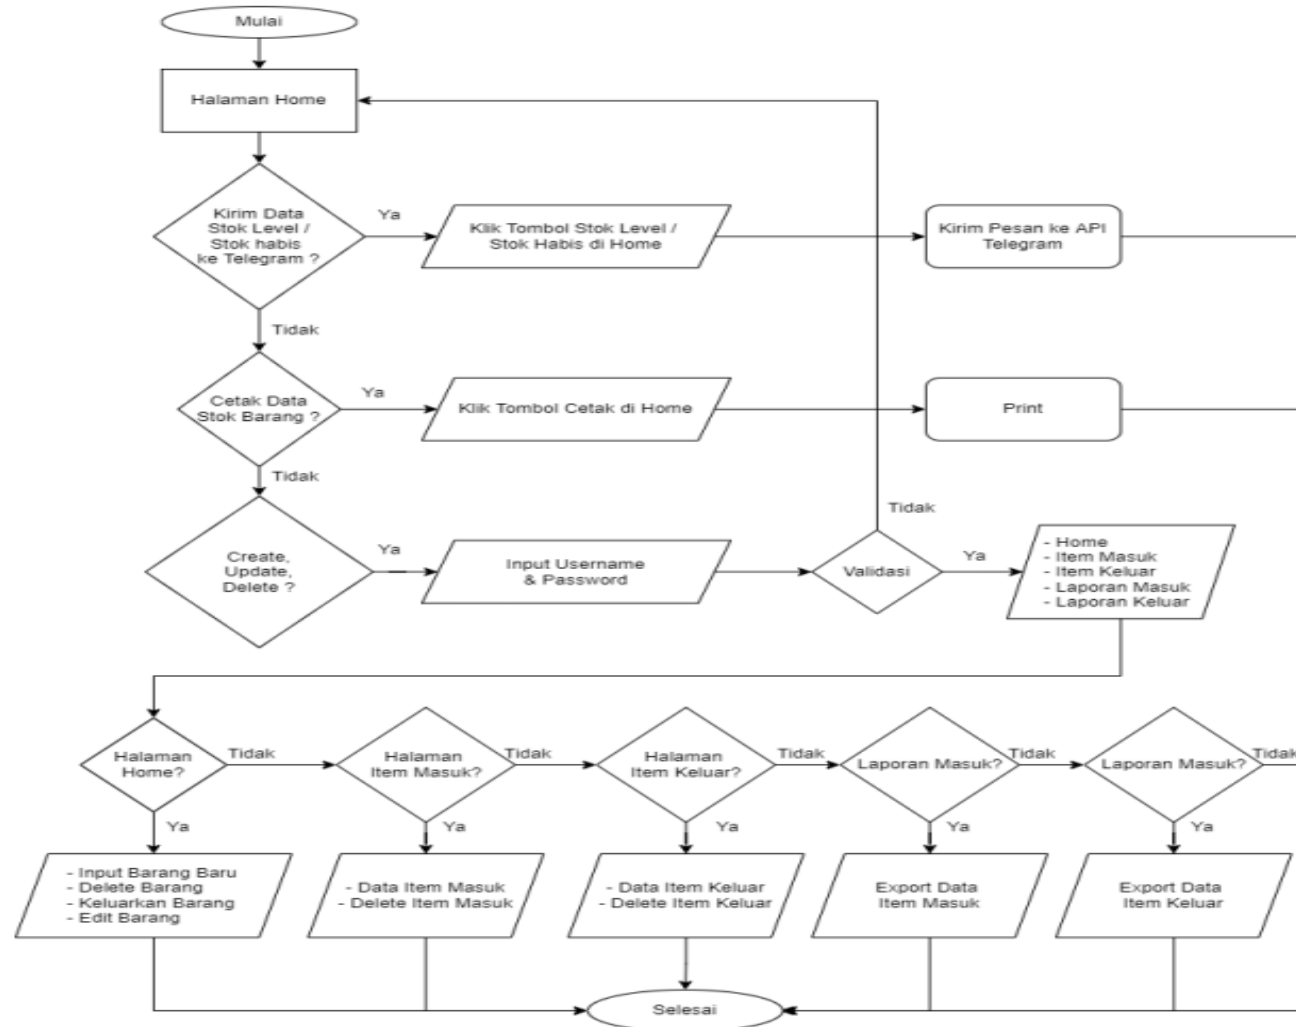 Mulai
Halaman Home
Kirim Data
Stok Level /
Stok habis
ke Telegram ?
Ya
Klik Tombol Stok Level /
Stok Habis di Home
Kirim Pesan ke API
Telegram
Tidak
Cetak Data
Stok Barang ?
Ya
Klik Tombol Cetak di Home
Print
Tidak
Create,
Update,
Delete ?
Ya
Input Username
& Password
Validasi
Tidak
Ya
- Home
- Item Masuk
- Item Keluar
- Laporan Masuk
- Laporan Keluar
Halaman
Home?
Tidak
Halaman
Item Masuk?
Tidak
Halaman
Item Keluar?
Tidak
Laporan Masuk?
Tidak
Laporan Masuk?
Tidak
Ya
Ya
Ya
Ya
Ya
- Input Barang Baru
- Delete Barang
- Keluarkan Barang
- Edit Barang
- Data Item Masuk
- Delete Item Masuk
- Data Item Keluar
- Delete Item Keluar
Export Data
Item Masuk
Export Data
Item Keluar
Selesai